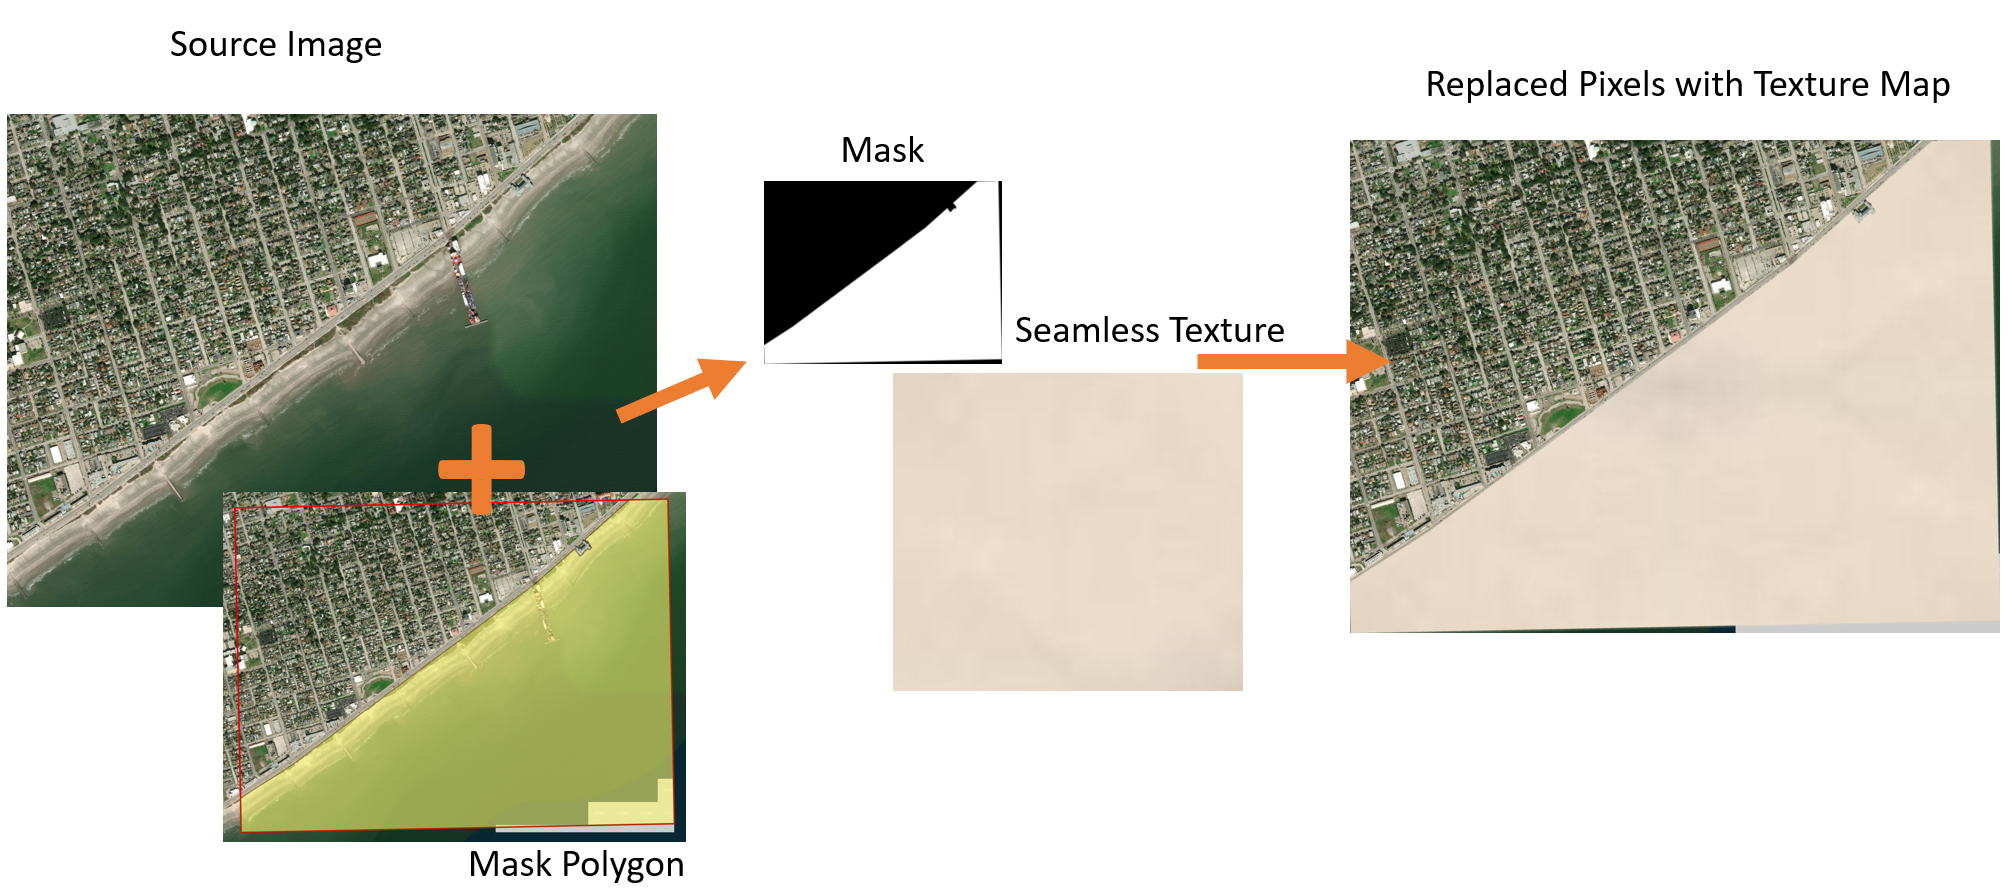 Source Image
Replaced Pixels with Texture Map
Mask
Seamless Texture
Mask Polygon